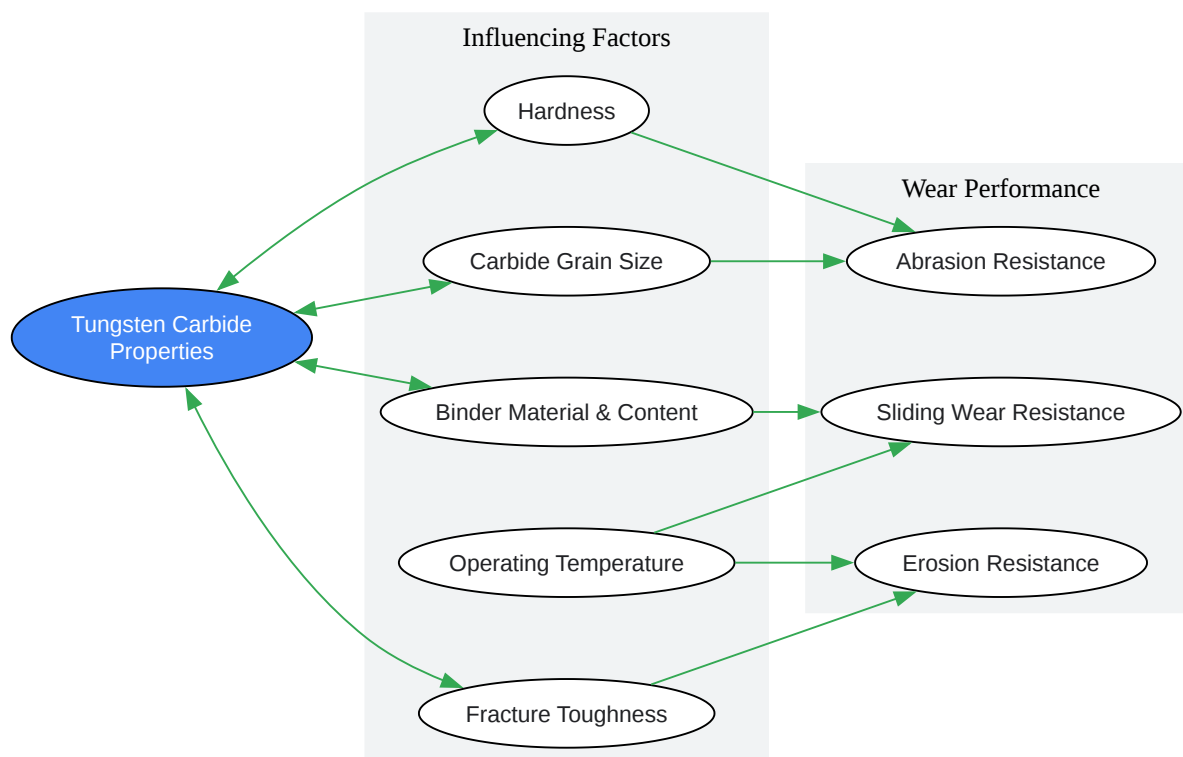 Influencing Factors
Hardness
Wear Performance
Carbide Grain Size
Abrasion Resistance
Tungsten Carbide
Properties
Binder Material & Content
Sliding Wear Resistance
Operating Temperature
Erosion Resistance
Fracture Toughness